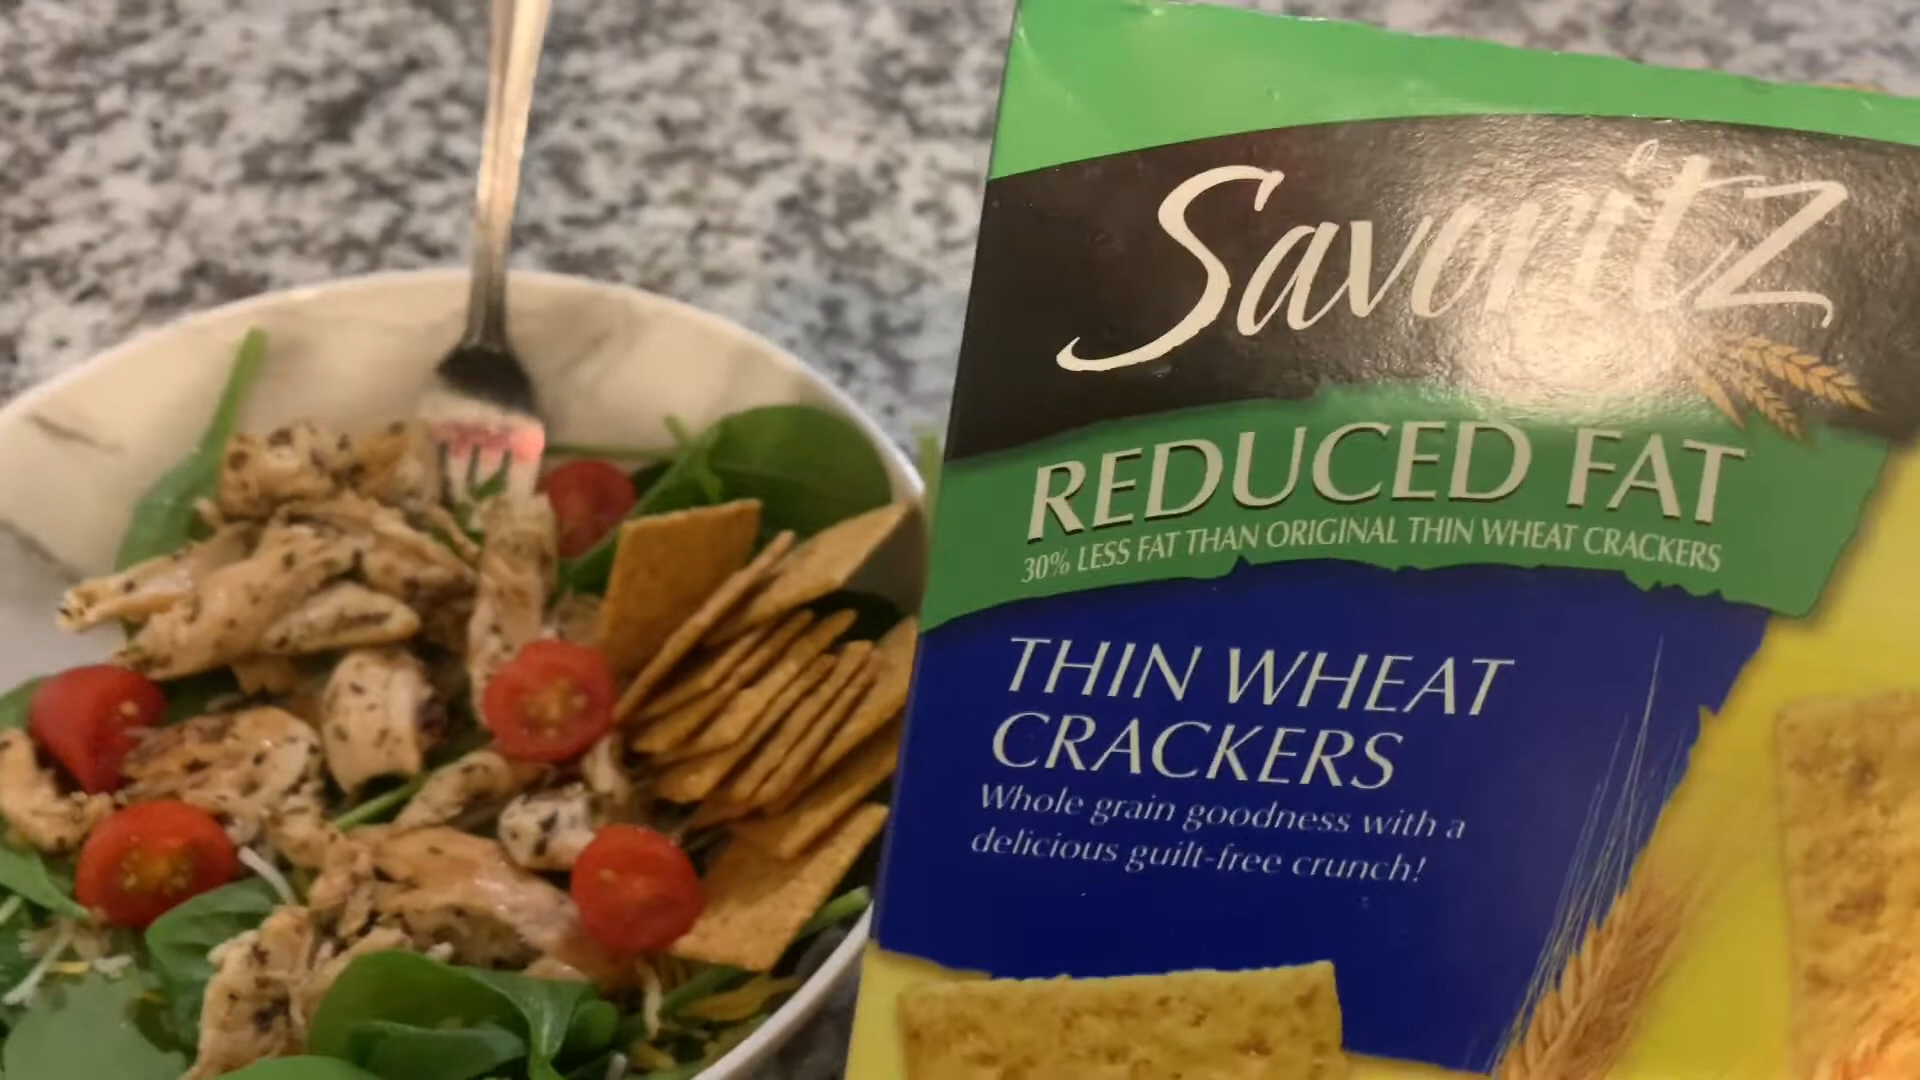 Savoritz
REDUCED FAT
30% LESS FAT THAN ORIGINAL THIN WHEAT CRACKERS
THIN WHEAT
CRACKERS
Whole grain goodness with a
delicious guilt-free crunch!